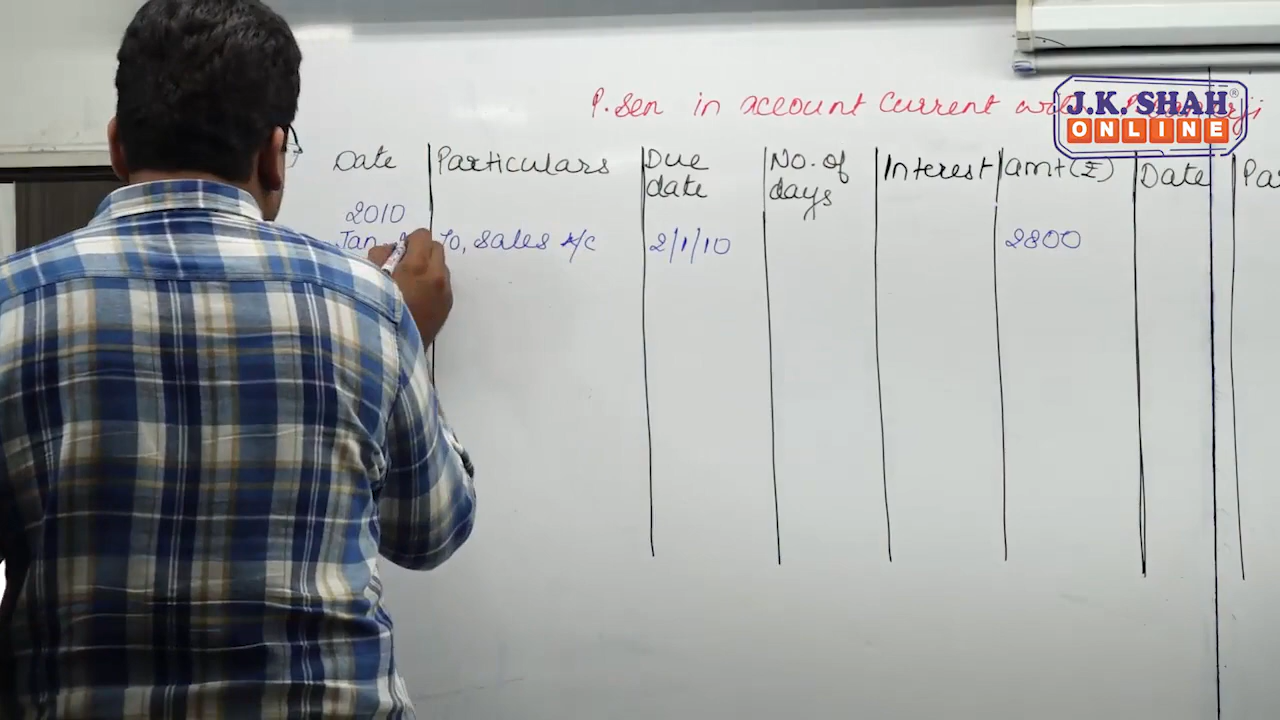 P. Sen in account current
J.K. SHAH®
ONLINE
Date Particulars Due date No. of days Interest amt (₹) Date
2010
Jan To, Sales A/c 2/1/10 2800